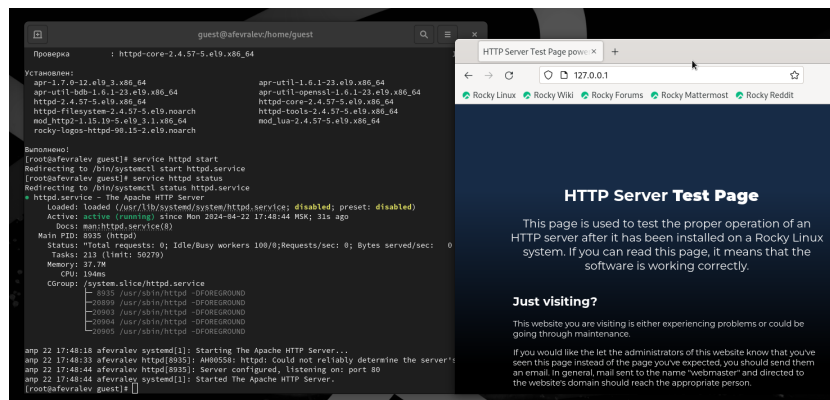 guest@afevralev:/home/guest
Проверка : httpd-core-2.4.57-5.el9.x86_64
Установлен:
apr-1.7.0-12.el9_3.x86_64 apr-util-1.6.1-23.el9.x86_64
apr-util-bdb-1.6.1-23.el9.x86_64 apr-util-openssl-1.6.1-23.el9.x86_64
httpd-2.4.57-5.el9.x86_64 httpd-core-2.4.57-5.el9.x86_64
httpd-filesystem-2.4.57-5.el9.noarch httpd-tools-2.4.57-5.el9.x86_64
mod_http2-1.15.19-5.el9_3.1.x86_64 mod_lua-2.4.57-5.el9.x86_64
rocky-logos-httpd-90.15-2.el9.noarch
Выполнено!
[root@afevralev guest]# service httpd start
Redirecting to /bin/systemctl start httpd.service
[root@afevralev guest]# service httpd status
Redirecting to /bin/systemctl status httpd.service
● httpd.service - The Apache HTTP Server
Loaded: loaded (/usr/lib/systemd/system/httpd.service; disabled; preset: disabled)
Active: active (running) since Mon 2024-04-22 17:48:44 MSK; 31s ago
Docs: man:httpd.service(8)
Main PID: 8935 (httpd)
Status: "Total requests: 0; Idle/Busy workers 100/0;Requests/sec: 0; Bytes served/sec: 0
Tasks: 213 (limit: 50279)
Memory: 37.7M
CPU: 194ms
CGroup: /system.slice/httpd.service
├─ 8935 /usr/sbin/httpd -DFOREGROUND
├─20899 /usr/sbin/httpd -DFOREGROUND
├─20903 /usr/sbin/httpd -DFOREGROUND
├─20904 /usr/sbin/httpd -DFOREGROUND
└─20905 /usr/sbin/httpd -DFOREGROUND
апр 22 17:48:18 afevralev systemd[1]: Starting The Apache HTTP Server...
апр 22 17:48:33 afevralev httpd[8935]: AH00558: httpd: Could not reliably determine the server's
апр 22 17:48:44 afevralev httpd[8935]: Server configured, listening on: port 80
апр 22 17:48:44 afevralev systemd[1]: Started The Apache HTTP Server.
[root@afevralev guest]#
HTTP Server Test Page powe
127.0.0.1
Rocky Linux Rocky Wiki Rocky Forums Rocky Mattermost Rocky Reddit
HTTP Server Test Page
This page is used to test the proper operation of an
HTTP server after it has been installed on a Rocky Linux
system. If you can read this page, it means that the
software is working correctly.
Just visiting?
This website you are visiting is either experiencing problems or could be
going through maintenance.
If you would like the let the administrators of this website know that you've
seen this page instead of the page you've expected, you should send them
an email. In general, mail sent to the name "webmaster" and directed to
the website's domain should reach the appropriate person.